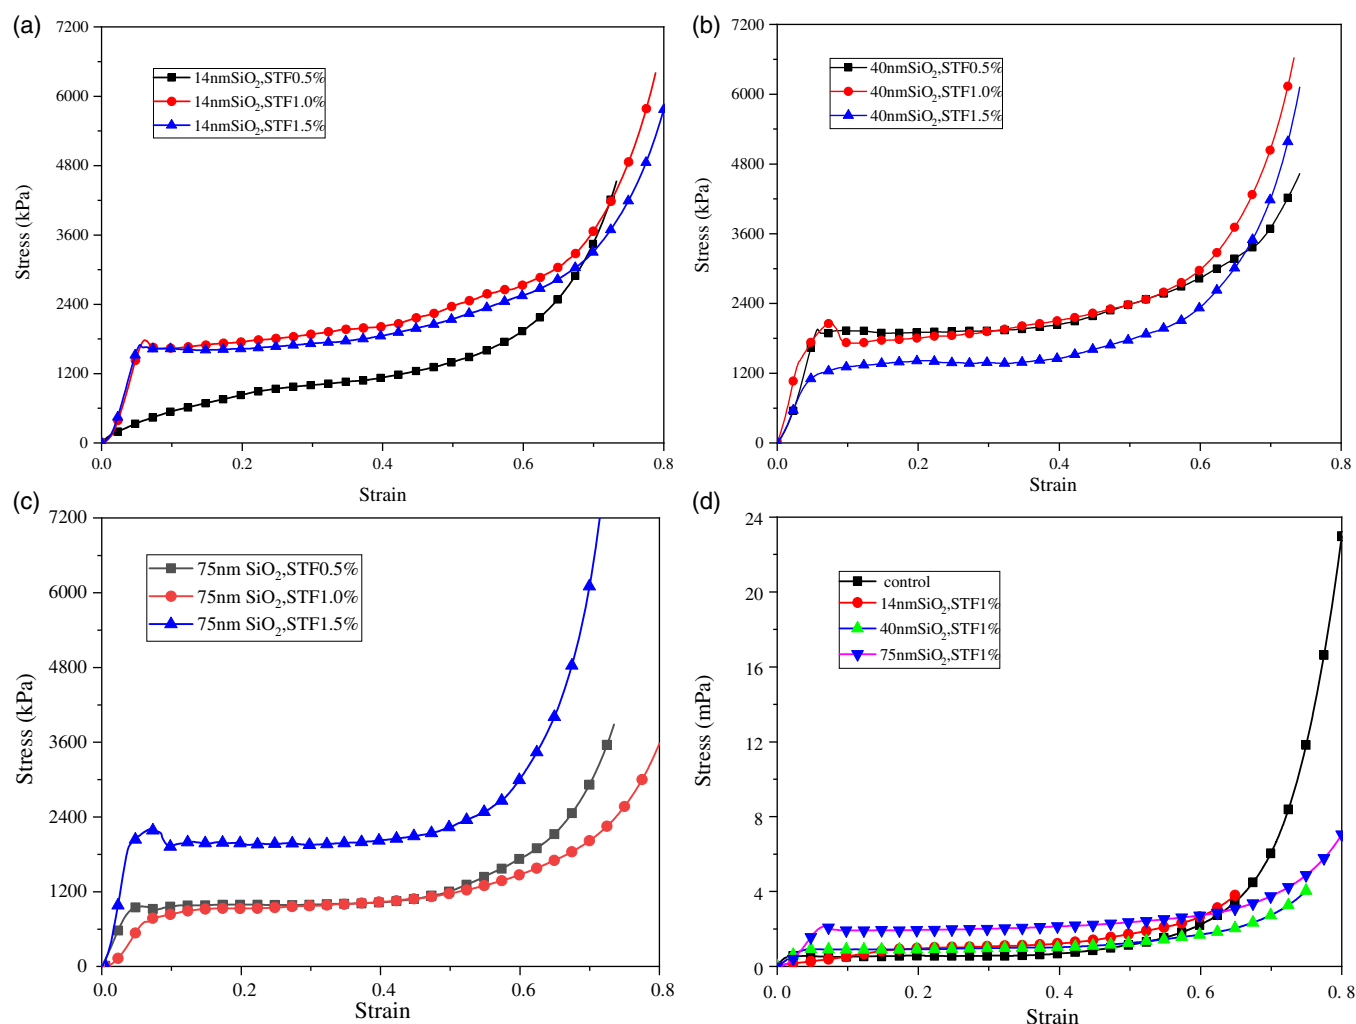 (a)
7200
6000
4800
3600
2400
1200
0
Stress (kPa)
14nmSiO₂,STF0.5%
14nmSiO₂,STF1.0%
14nmSiO₂,STF1.5%
0.0 0.2 0.4 0.6 0.8
Strain
(b)
7200
6000
4800
3600
2400
1200
0
Stress (kPa)
40nmSiO₂,STF0.5%
40nmSiO₂,STF1.0%
40nmSiO₂,STF1.5%
0.0 0.2 0.4 0.6 0.8
Strain
(c)
7200
6000
4800
3600
2400
1200
0
Stress (kPa)
75nm SiO₂,STF0.5%
75nm SiO₂,STF1.0%
75nm SiO₂,STF1.5%
0.0 0.2 0.4 0.6 0.8
Strain
(d)
24
20
16
12
8
4
0
Stress (mPa)
control
14nmSiO₂,STF1%
40nmSiO₂,STF1%
75nmSiO₂,STF1%
0.0 0.2 0.4 0.6 0.8
Strain